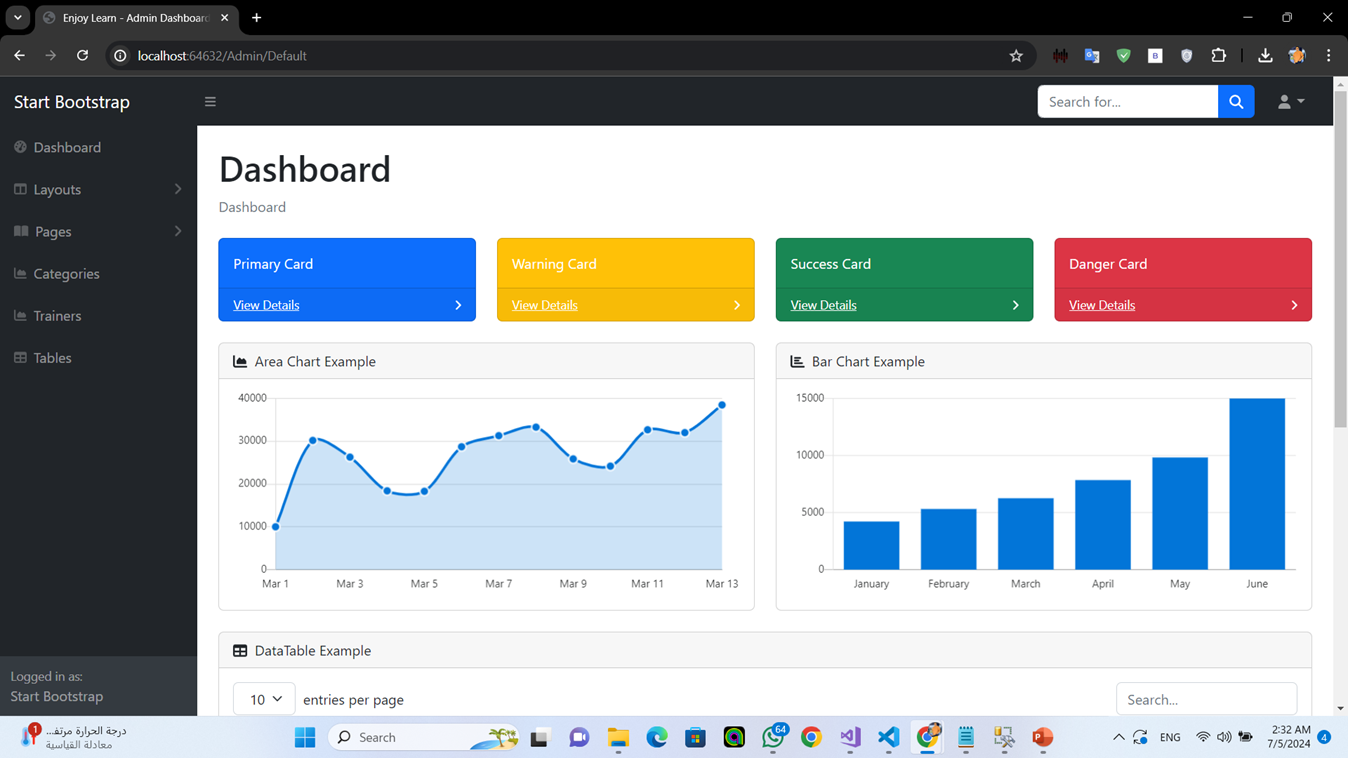 Enjoy Learn - Admin Dashboard
localhost:64632/Admin/Default
Start Bootstrap
Search for...
Dashboard
Layouts
Pages
Categories
Trainers
Tables
Logged in as:
Start Bootstrap
Dashboard
Dashboard
Primary Card
View Details
Warning Card
View Details
Success Card
View Details
Danger Card
View Details
Area Chart Example
40000
30000
20000
10000
0
Mar 1 Mar 3 Mar 5 Mar 7 Mar 9 Mar 11 Mar 13
Bar Chart Example
15000
10000
5000
0
January February March April May June
DataTable Example
10 entries per page
Search...
1
درجة الحرارة مرتف...
معادلة القياسية
Search
64
ENG
2:32 AM
7/5/2024
4